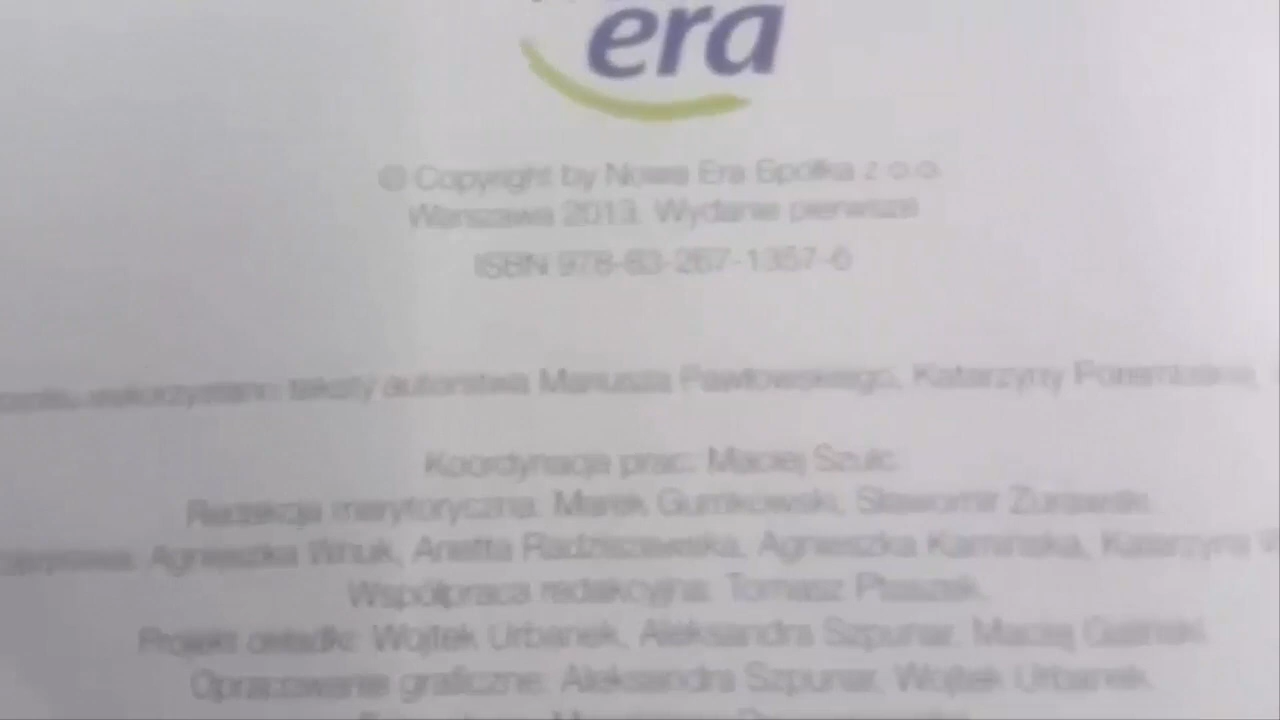 era
© Copyright by Nowa Era Spółka z o.o.
Warszawa 2013. Wydanie pierwsze
ISBN 978-83-267-1357-6
teksty autorstwa Mariusza Pawłowskiego, Katarzyny
Koordynacja prac: Maciej Szulc.
Redakcja merytoryczna: Marek Gumkowski, Sławomir Żurawski.
Agnieszka Wnuk, Anetta Radziszewska, Agnieszka Kamińska, Katarzyna
Współpraca redakcyjna: Tomasz Ptaszek.
Projekt okładki: Wojtek Urbanek, Aleksandra Szpunar, Maciej Galiński.
Opracowanie graficzne: Aleksandra Szpunar, Wojtek Urbanek.